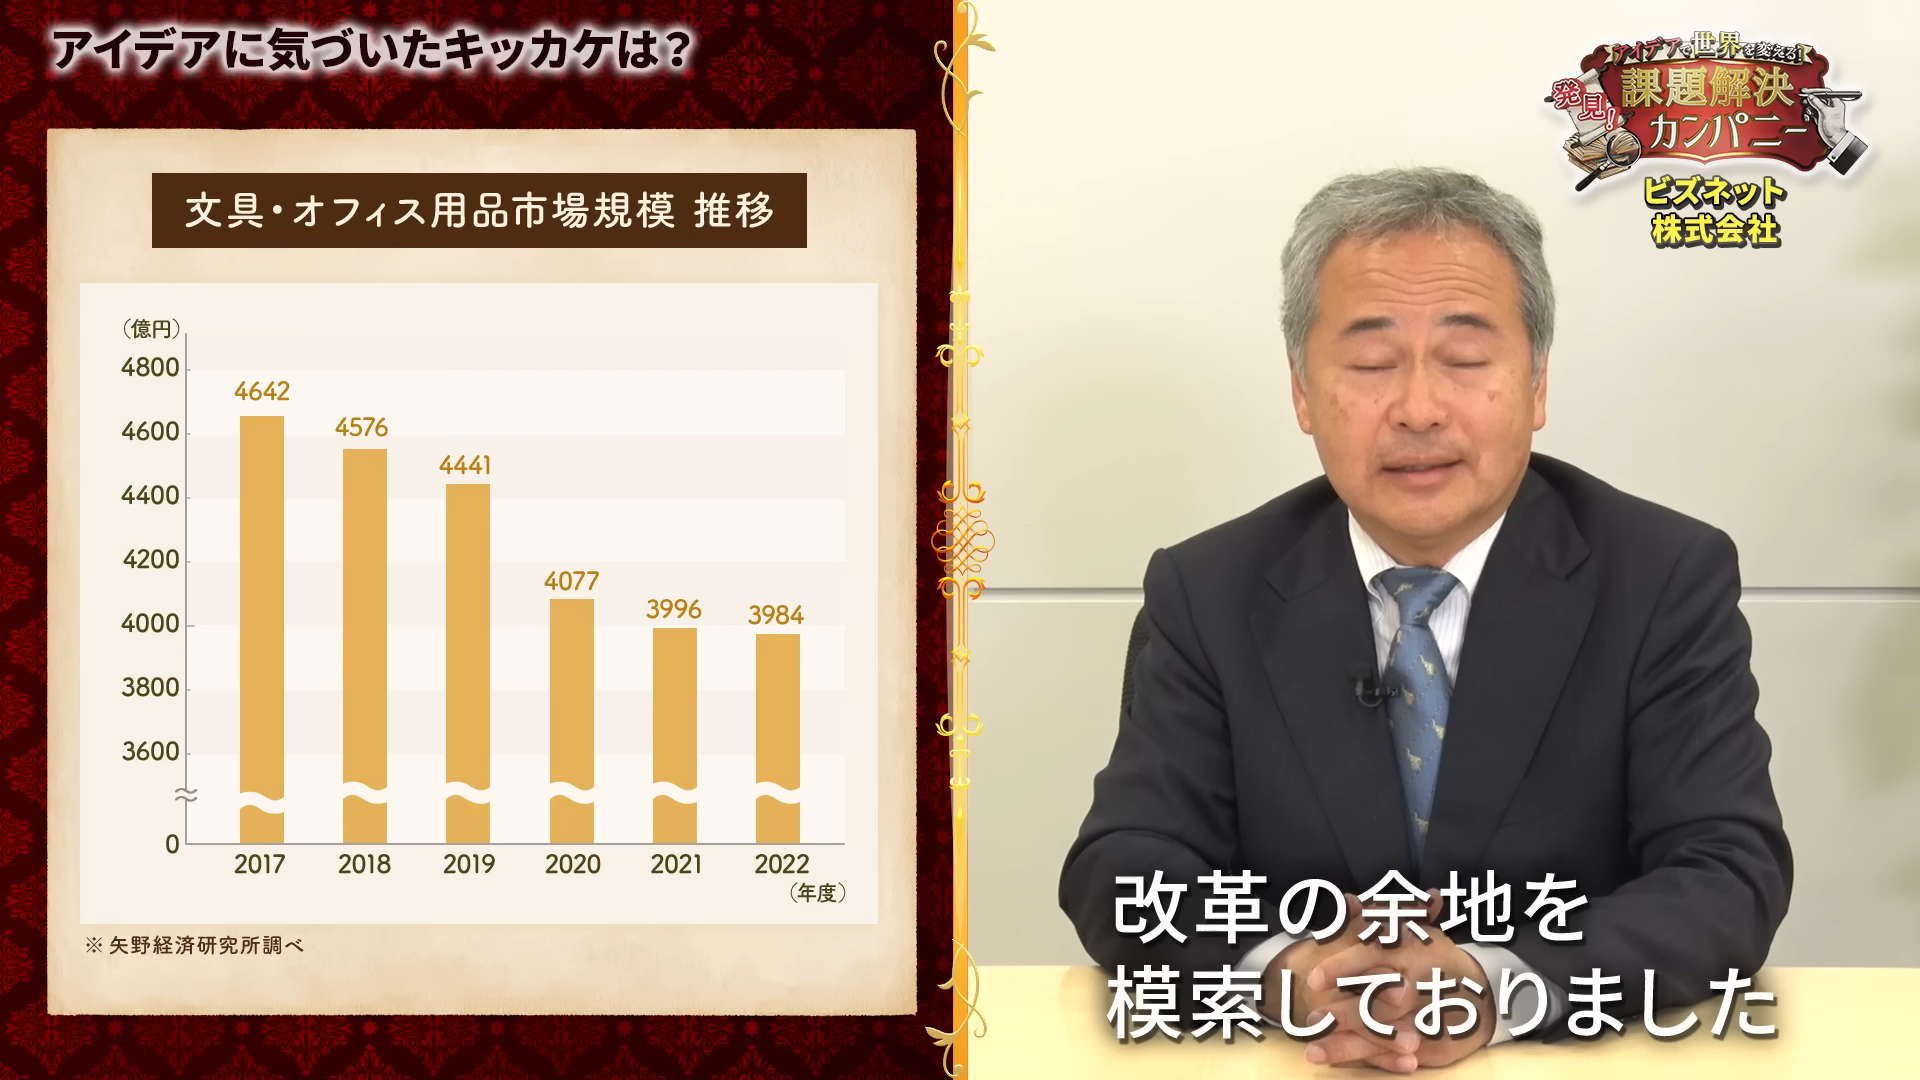 アイデアに気づいたキッカケは？
文具・オフィス用品市場規模 推移
（億円）
4800
4600
4400
4200
4000
3800
3600
0
4642
4576
4441
4077
3996
3984
2017 2018 2019 2020 2021 2022
（年度）
※ 矢野経済研究所調べ
アイデアで世界を変える！
発見！
課題解決
カンパニー
ビズネット
株式会社
改革の余地を
模索しておりました